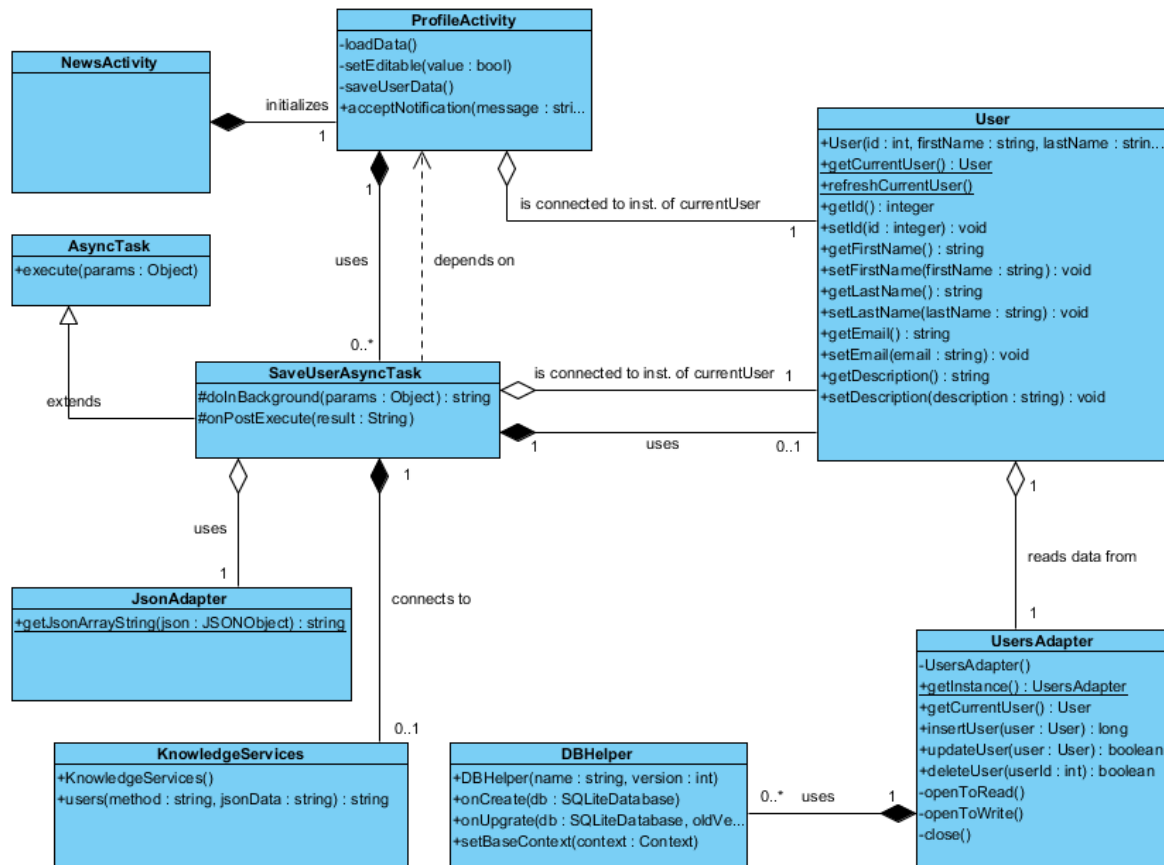 ProfileActivity
-loadData()
-setEditable(value : bool)
-saveUserData()
+acceptNotification(message : stri...
NewsActivity
initializes
1
1
User
+User(id : int, firstName : string, lastName : strin...
+getCurrentUser() : User
+refreshCurrentUser()
+getId() : integer
+setId(id : integer) : void
+getFirstName() : string
+setFirstName(firstName : string) : void
+getLastName() : string
+setLastName(lastName : string) : void
+getEmail() : string
+setEmail(email : string) : void
+getDescription() : string
+setDescription(description : string) : void
is connected to inst. of currentUser
1
AsyncTask
+execute(params : Object)
uses
depends on
0..*
SaveUserAsyncTask
#doInBackground(params : Object) : string
#onPostExecute(result : String)
is connected to inst. of currentUser
1
extends
1
uses
0..1
1
1
uses
1
reads data from
1
JsonAdapter
+getJsonArrayString(json : JSONObject) : string
connects to
0..1
UsersAdapter
-UsersAdapter()
+getInstance() : UsersAdapter
+getCurrentUser() : User
+insertUser(user : User) : long
+updateUser(user : User) : boolean
+deleteUser(userId : int) : boolean
-openToRead()
-openToWrite()
-close()
KnowledgeServices
+KnowledgeServices()
+users(method : string, jsonData : string) : string
DBHelper
+DBHelper(name : string, version : int)
+onCreate(db : SQLiteDatabase)
+onUpgrate(db : SQLiteDatabase, oldVe...
+setBaseContext(context : Context)
0..* uses 1